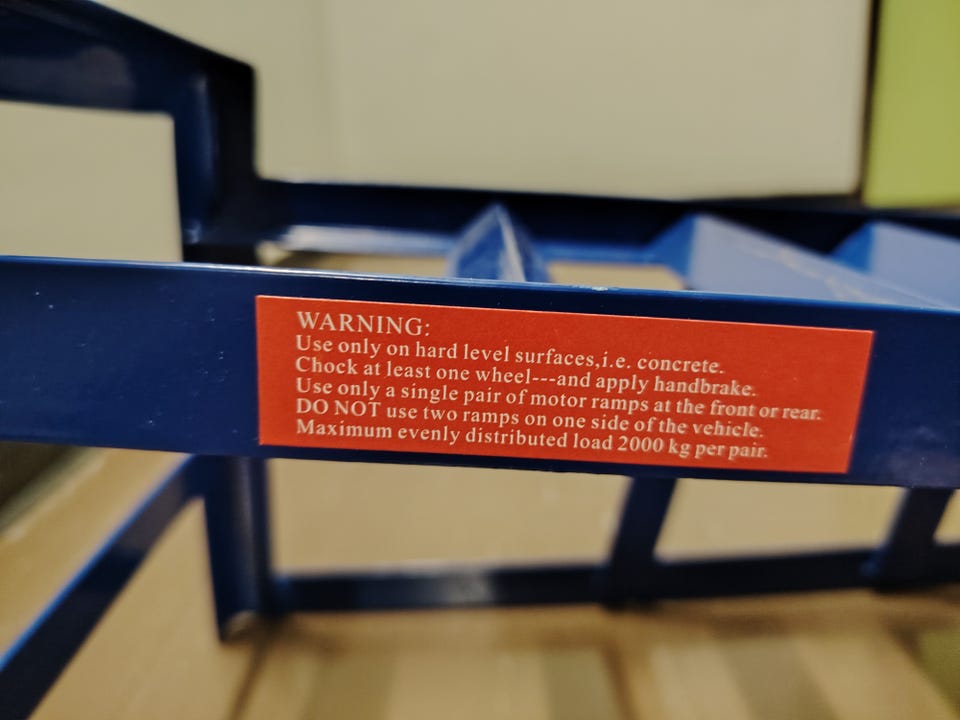 WARNING:
Use only on hard level surfaces,i.e. concrete.
Chock at least one wheel---and apply handbrake.
Use only a single pair of motor ramps at the front or rear.
DO NOT use two ramps on one side of the vehicle.
Maximum evenly distributed load 2000 kg per pair.